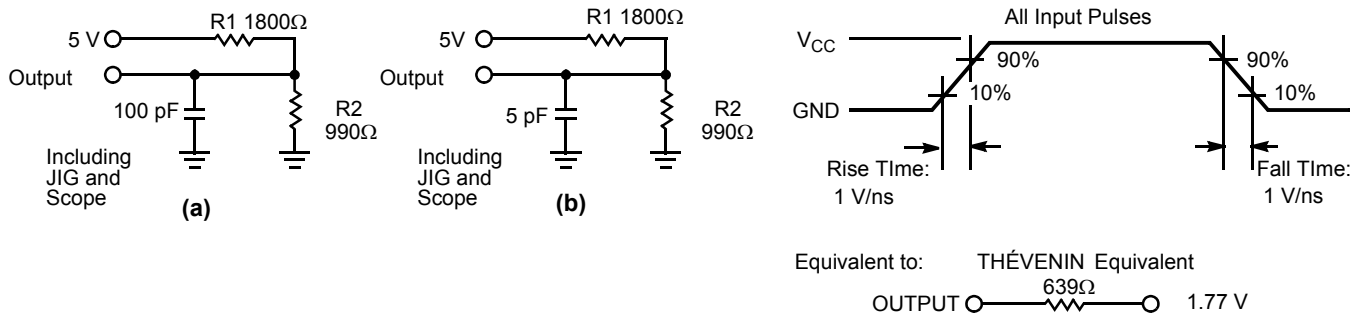 R1 1800Ω
5 V
Output
100 pF
R2
990Ω
Including
JIG and
Scope
(a)
R1 1800Ω
5V
Output
5 pF
R2
990Ω
Including
JIG and
Scope
(b)
All Input Pulses
VCC
90%
10%
GND
90%
10%
Rise TIme:
1 V/ns
Fall TIme:
1 V/ns
Equivalent to: THÉVENIN Equivalent
639Ω
OUTPUT 1.77 V